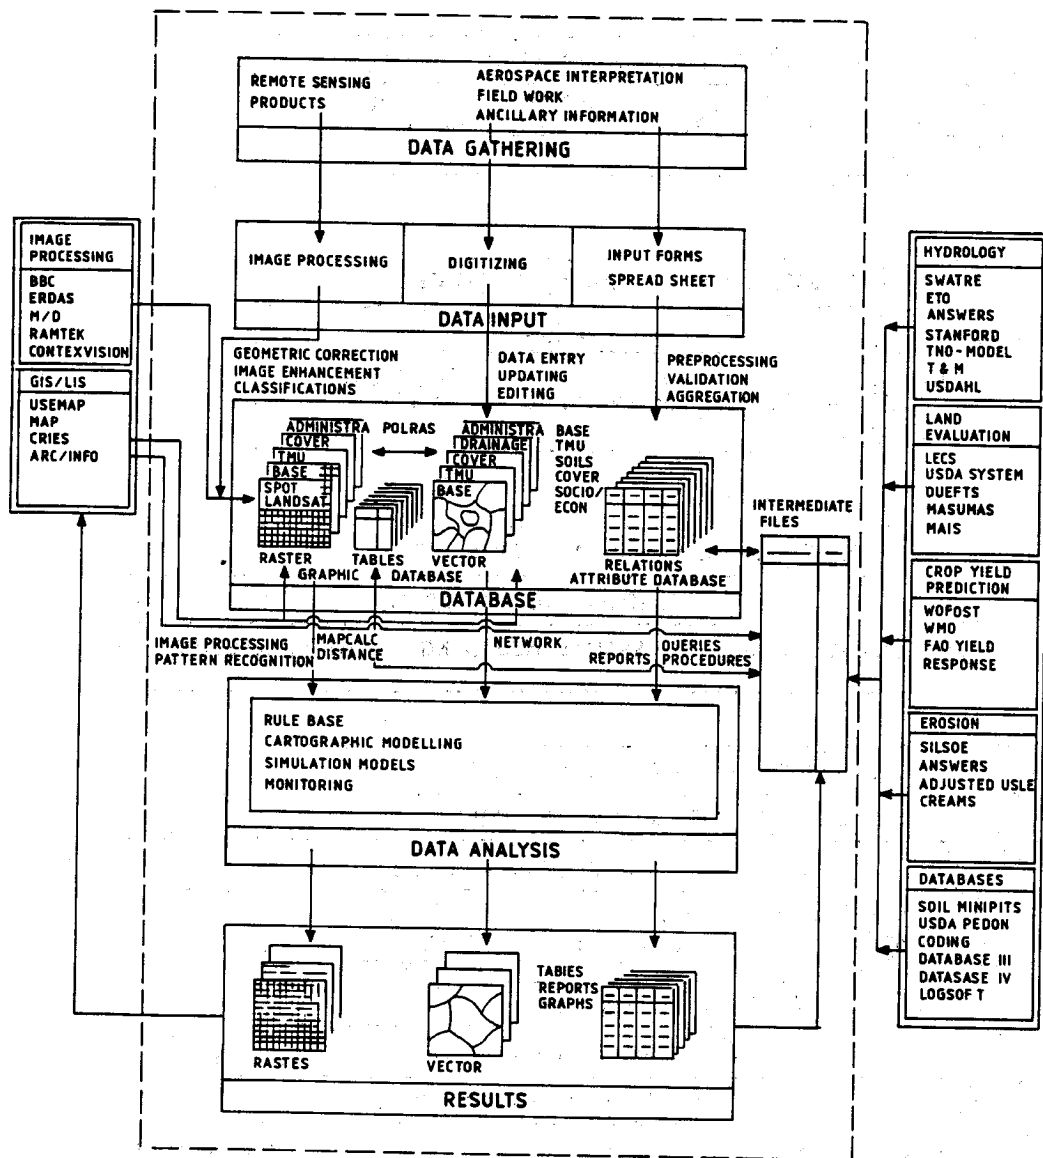 REMOTE SENSING
PRODUCTS
AEROSPACE INTERPRETATION
FIELD WORK
ANCILLARY INFORMATION
DATA GATHERING
IMAGE PROCESSING
DIGITIZING
INPUT FORMS
SPREAD SHEET
DATA INPUT
GEOMETRIC CORRECTION
IMAGE ENHANCEMENT
CLASSIFICATIONS
DATA ENTRY
UPDATING
EDITING
PREPROCESSING
VALIDATION
AGGREGATION
ADMINISTRA
COVER
TMU
BASE
SPOT
LANDSAT
RASTER
POLRAS
TABLES
ADMINISTRA
DRAINAGE
COVER
TMU
BASE
VECTOR
GRAPHIC DATABASE
BASE
TMU
SOILS
COVER
SOCIO/
ECON
RELATIONS
ATTRIBUTE DATABASE
DATABASE
IMAGE PROCESSING
PATTERN RECOGNITION
MAPCALC
DISTANCE
NETWORK
REPORTS
QUERIES
PROCEDURES
RULE BASE
CARTOGRAPHIC MODELLING
SIMULATION MODELS
MONITORING
DATA ANALYSIS
RASTES
VECTOR
TABIES
REPORTS
GRAPHS
RESULTS
IMAGE
PROCESSING
BBC
ERDAS
M/D
RAMTEK
CONTEXVISION
GIS/LIS
USEMAP
MAP
CRIES
ARC/INFO
INTERMEDIATE
FILES
HYDROLOGY
SWATRE
ETO
ANSWERS
STANFORD
TNO-MODEL
T & M
USDAHL
LAND
EVALUATION
LECS
USDA SYSTEM
DUEFTS
MASUMAS
MAIS
CROP YIELD
PREDICTION
WOFOST
WMO
FAO YIELD
RESPONSE
EROSION
SILSOE
ANSWERS
ADJUSTED USLE
CREAMS
DATABASES
SOIL MINIPITS
USDA PEDON
CODING
DATABASE III
DATASASE IV
LOGSOFT